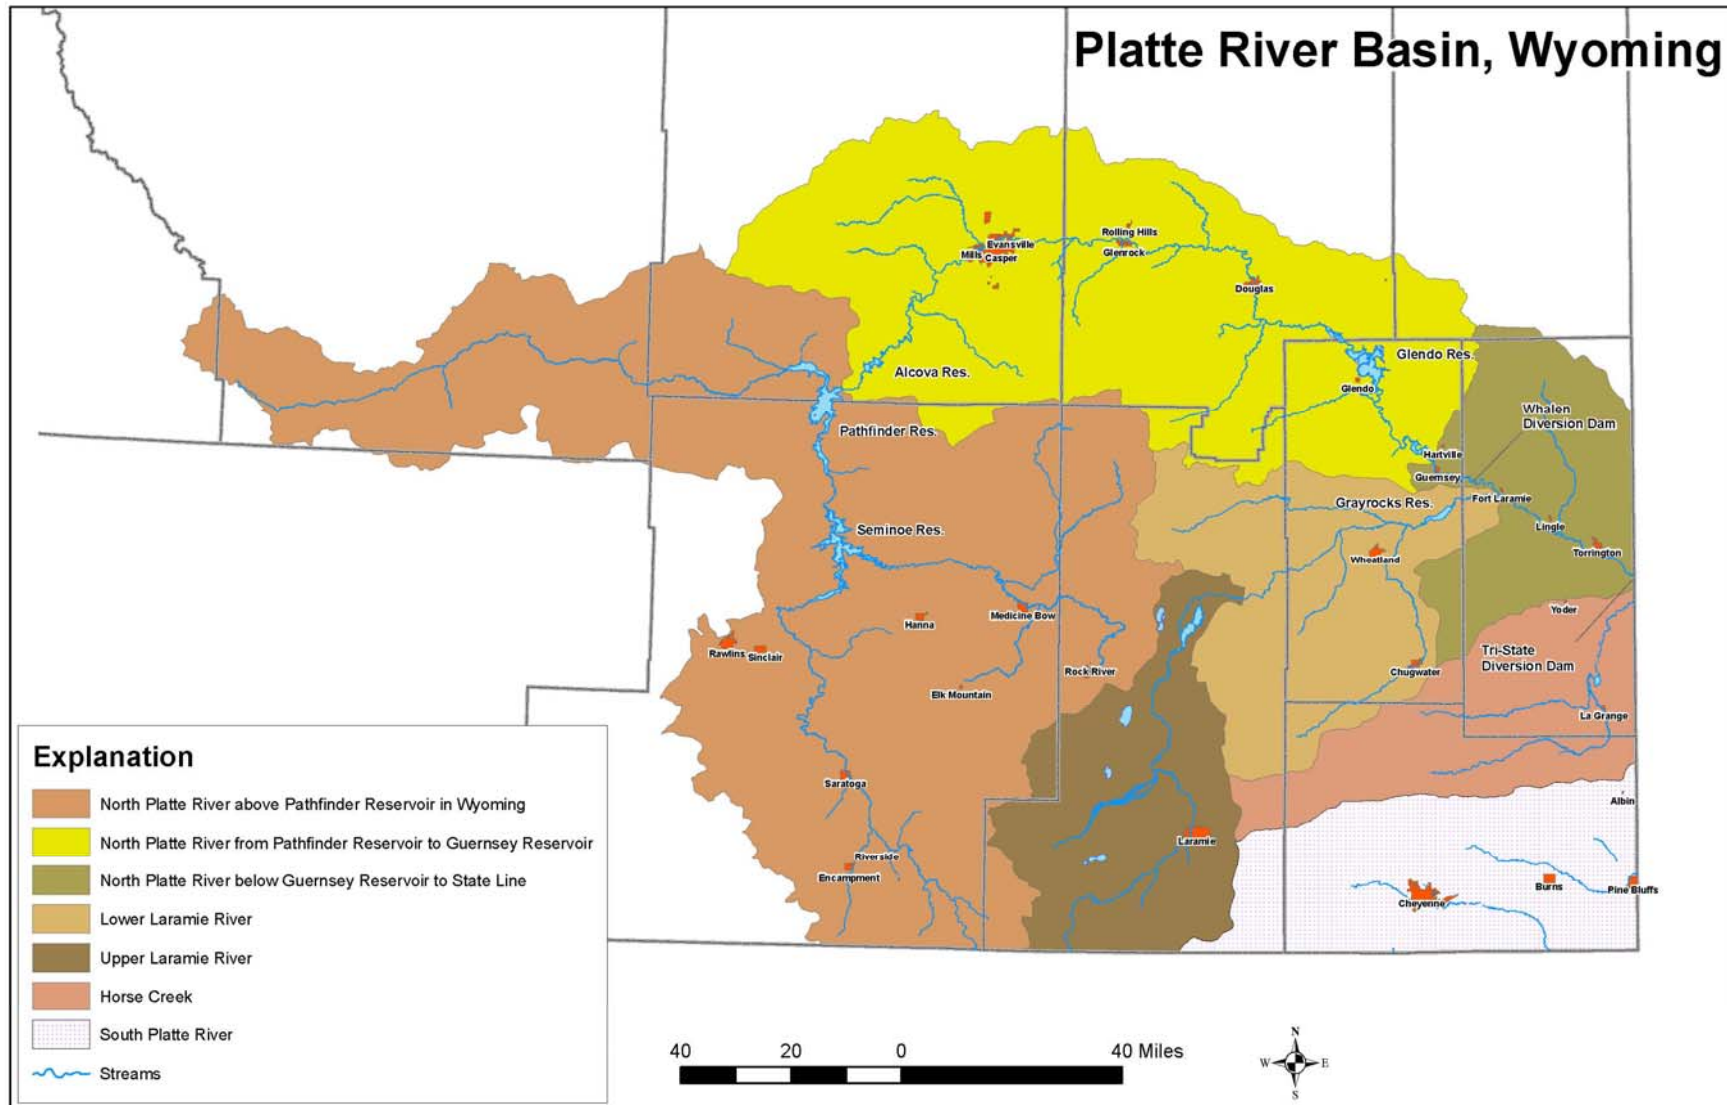 Platte River Basin, Wyoming
Rolling Hills
Evansville
Mills
Casper
Glenrock
Douglas
Alcova Res.
Glendo Res.
Glendo
Whalen
Diversion Dam
Pathfinder Res.
Hartville
Guernsey
Fort Laramie
Grayrocks Res.
Seminoe Res.
Lingle
Torrington
Wheatland
Yoder
Medicine Bow
Hanna
Rawlins
Sinclair
Tri-State
Diversion Dam
Rock River
Chugwater
Elk Mountain
La Grange
Saratoga
Albin
Laramie
Riverside
Encampment
Burns
Pine Bluffs
Cheyenne
Explanation
North Platte River above Pathfinder Reservoir in Wyoming
North Platte River from Pathfinder Reservoir to Guernsey Reservoir
North Platte River below Guernsey Reservoir to State Line
Lower Laramie River
Upper Laramie River
Horse Creek
South Platte River
Streams
40 20 0 40 Miles
N
W E
S